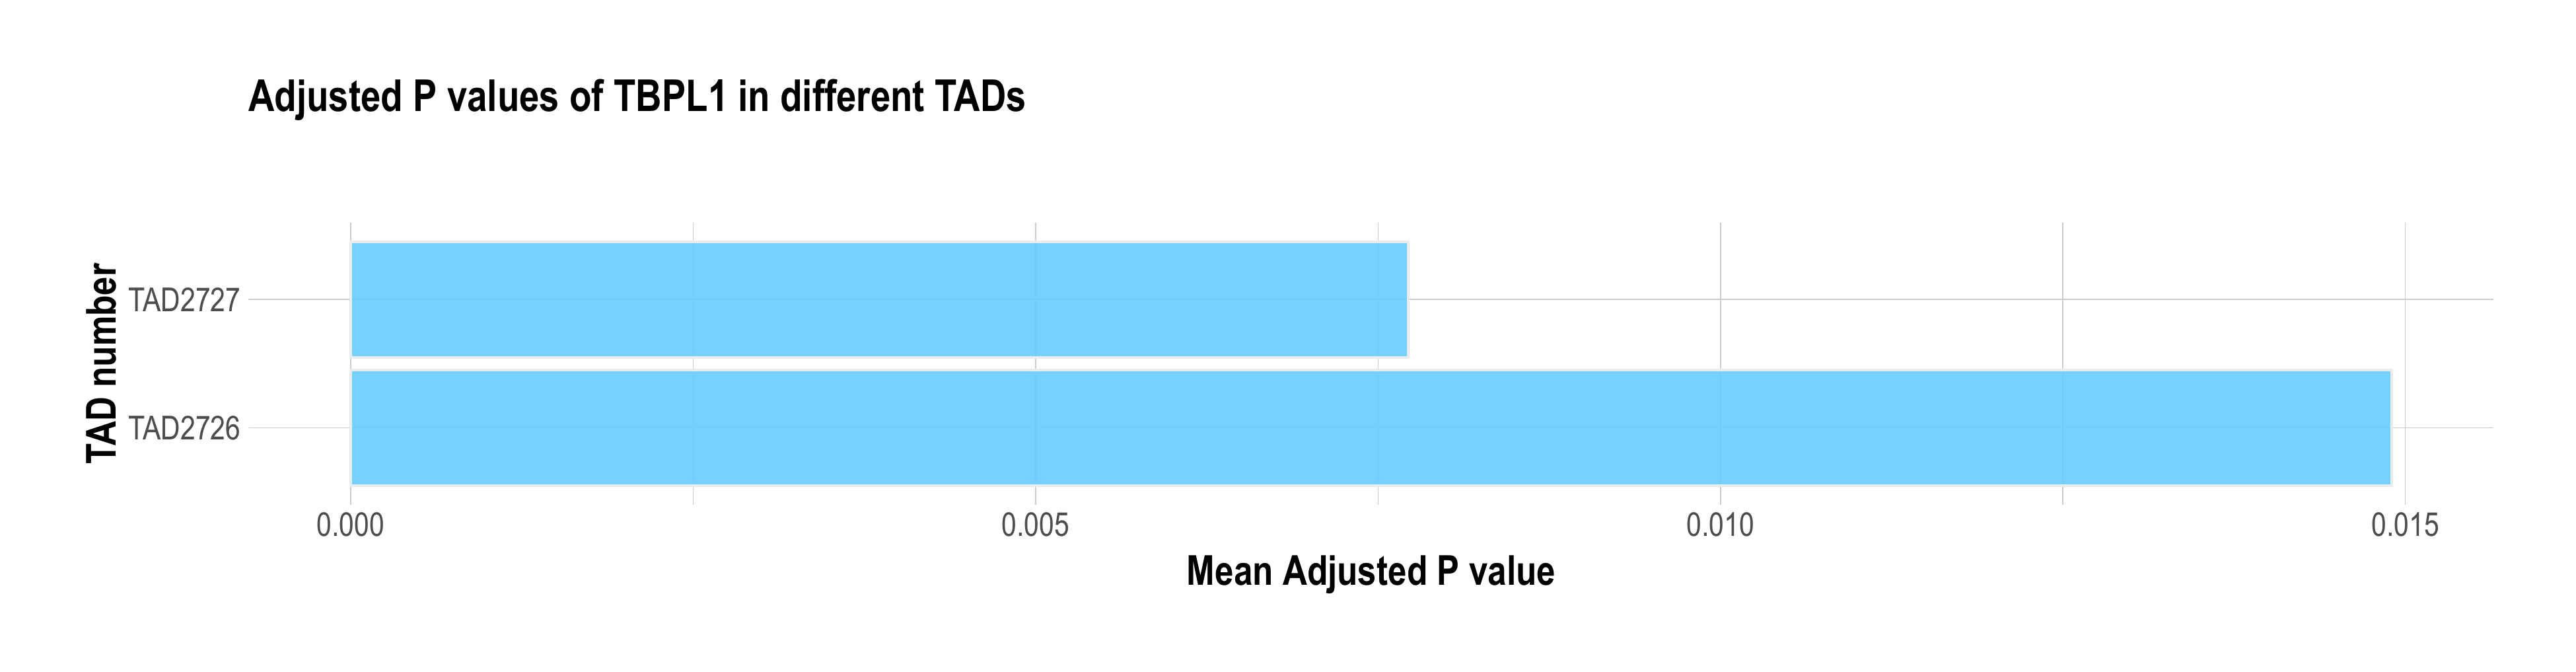 Adjusted P values of TBPL1 in different TADs
TAD number
TAD2727
TAD2726
0.000 0.005 0.010 0.015
Mean Adjusted P value